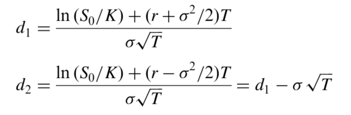 d₁ = ln (S₀/K) + (r + σ²/2)T / σ√T
d₂ = ln (S₀/K) + (r − σ²/2)T / σ√T = d₁ − σ√T